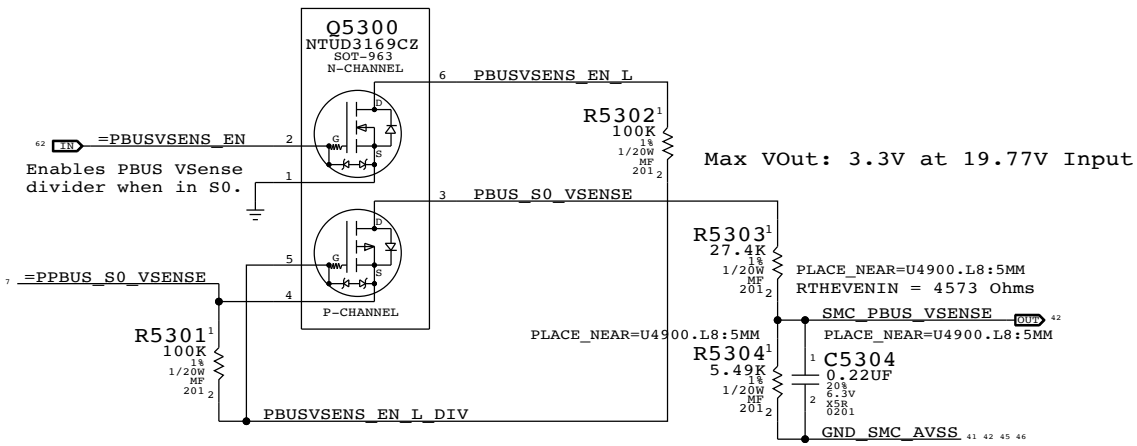 Q5300
NTUD3169CZ
SOT-963
N-CHANNEL
6 PBUSVSENS_EN_L
D
R5302 1
100K
1%
1/20W
MF
201 2
62 IN =PBUSVSENS_EN 2 G
S
Max VOut: 3.3V at 19.77V Input
Enables PBUS VSense
divider when in S0.
1
3 PBUS_S0_VSENSE
D
R5303 1
27.4K
1%
1/20W
MF
201 2
PLACE_NEAR=U4900.L8:5MM
RTHEVENIN = 4573 Ohms
5 G
S
7 =PPBUS_S0_VSENSE 4
P-CHANNEL
SMC_PBUS_VSENSE OUT 42
R5301 1
100K
1%
1/20W
MF
201 2
PLACE_NEAR=U4900.L8:5MM
PLACE_NEAR=U4900.L8:5MM
R5304 1
5.49K
1%
1/20W
MF
201 2
1 C5304
0.22UF
20%
6.3V
2 X5R
0201
PBUSVSENS_EN_L_DIV
GND_SMC_AVSS 41 42 45 46